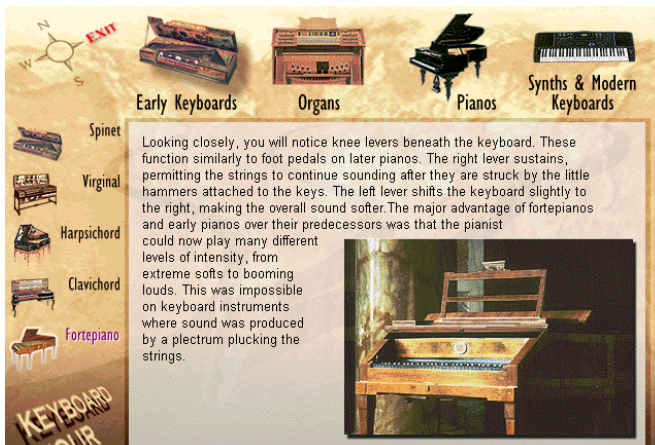 N
EXIT
W
S
Early Keyboards
Organs
Pianos
Synths & Modern
Keyboards
Spinet
Virginal
Harpsichord
Clavichord
Fortepiano
KEYBOARD
OUR
Looking closely, you will notice knee levers beneath the keyboard. These
function similarly to foot pedals on later pianos. The right lever sustains,
permitting the strings to continue sounding after they are struck by the little
hammers attached to the keys. The left lever shifts the keyboard slightly to
the right, making the overall sound softer.The major advantage of fortepianos
and early pianos over their predecessors was that the pianist
could now play many different
levels of intensity, from
extreme softs to booming
louds. This was impossible
on keyboard instruments
where sound was produced
by a plectrum plucking the
strings.